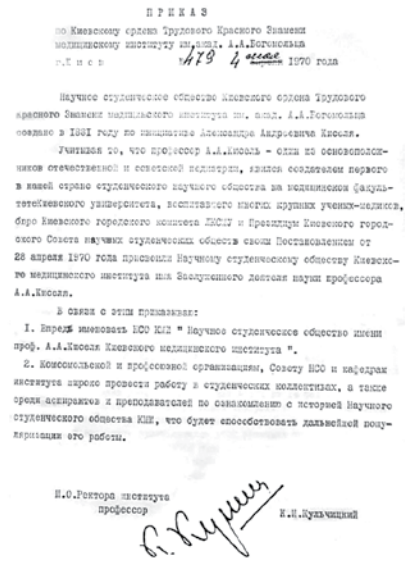 ПРИКАЗ
по Киевскому ордена Трудового Красного Знамени
медицинскому институту им.акад. А.А.Богомольца
г.Киев № 479 4 мая апреля 1970 года
Научное студенческое общество Киевского ордена Трудового
красного Знамени медицинского института им. акад. А.А.Богомольца
создано в 1881 году по инициативе Александра Андреевича Киселя.
Учитывая то, что профессор А.А.Кисель - один из основополож-
ников отечественной и советской педиатрии, явился создателем первого
в нашей стране студенческого научного общества на медицинском факуль-
тетеКиевского университета, воспитавшего многих крупных ученых-медиков,
бюро Киевского городского комитета ЛКСМУ и Президиум Киевского город-
ского Совета научных студенческих обществ своим Постановлением от
28 апреля 1970 года присвоили Научному студенческому обществу Киевско-
го медицинского института имя Заслуженного деятеля науки профессора
А.А.Киселя.
В связи с этим приказываю:
1. Впредь именовать НСО КМИ " Научное студенческое общество имени
проф. А.А.Киселя Киевского медицинского института ".
2. Комсомольской и профсоюзной организациям, Совету НСО и кафедрам
института широко провести работу в студенческих коллективах, а также
среди аспирантов и преподавателей по ознакомлению с историей Научного
студенческого общества КМИ, что будет способствовать дальнейшей попу-
ляризации его работы.
И.О.Ректора института
профессор И.И.Кульчицкий